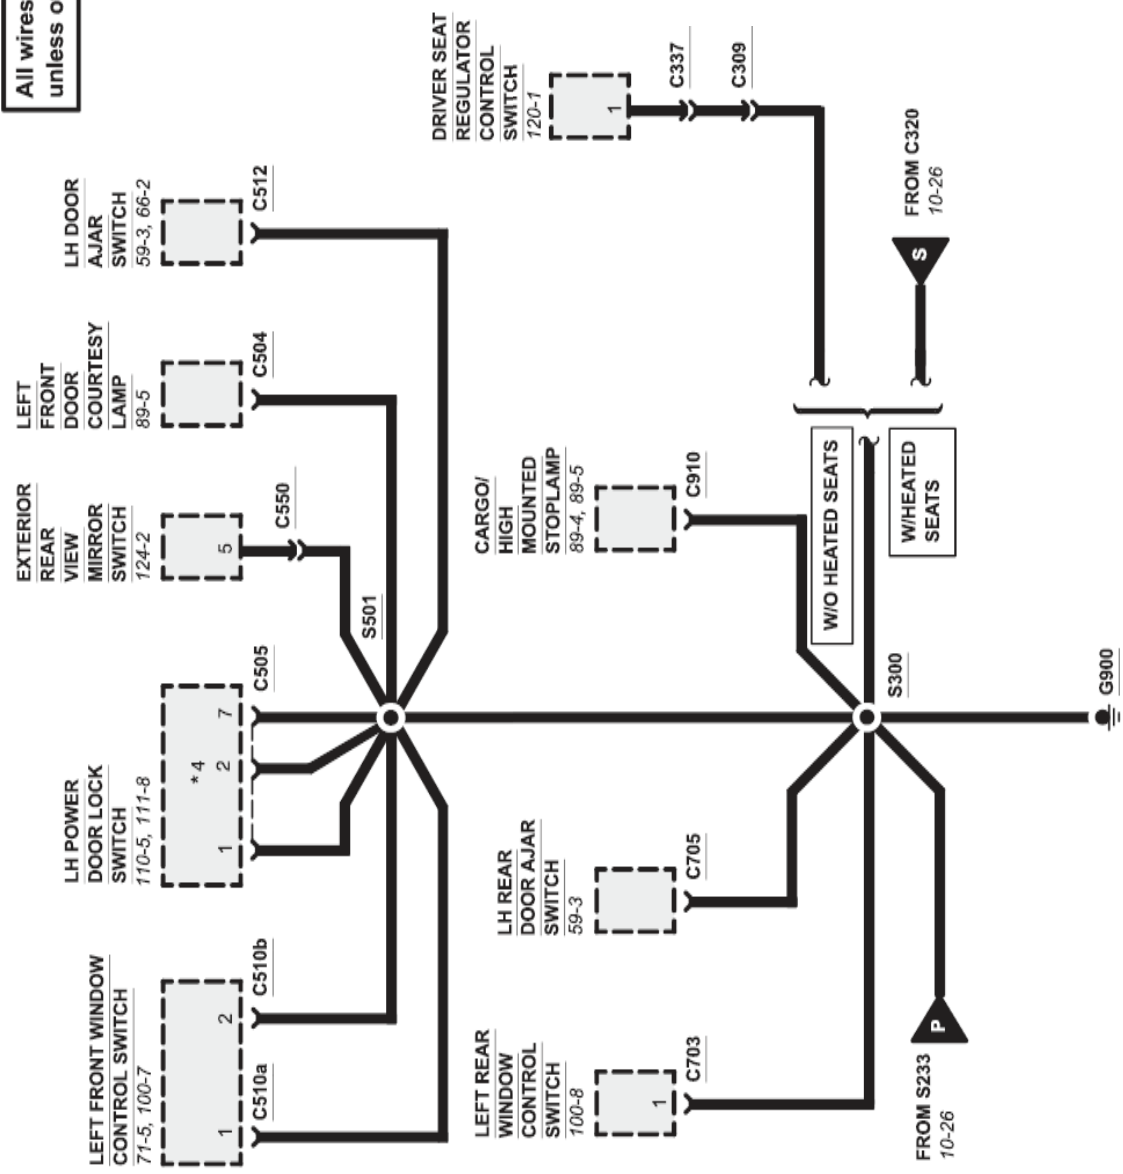 LEFT FRONT WINDOW
CONTROL SWITCH
71-5, 100-7
1
2
C510a
C510b
LH POWER
DOOR LOCK
SWITCH
110-5, 111-8
* 4
1
2
7
C505
EXTERIOR
REAR
VIEW
MIRROR
SWITCH
124-2
5
C550
LEFT
FRONT
DOOR
COURTESY
LAMP
89-5
C504
LH DOOR
AJAR
SWITCH
59-3, 66-2
C512
All wires
unless o
S501
LEFT REAR
WINDOW
CONTROL
SWITCH
100-8
1
C703
LH REAR
DOOR AJAR
SWITCH
59-3
C705
CARGO/
HIGH
MOUNTED
STOPLAMP
89-4, 89-5
C910
DRIVER SEAT
REGULATOR
CONTROL
SWITCH
120-1
1
C337
C309
W/O HEATED SEATS
W/HEATED
SEATS
S300
FROM S233
10-26
P
S
FROM C320
10-26
G900